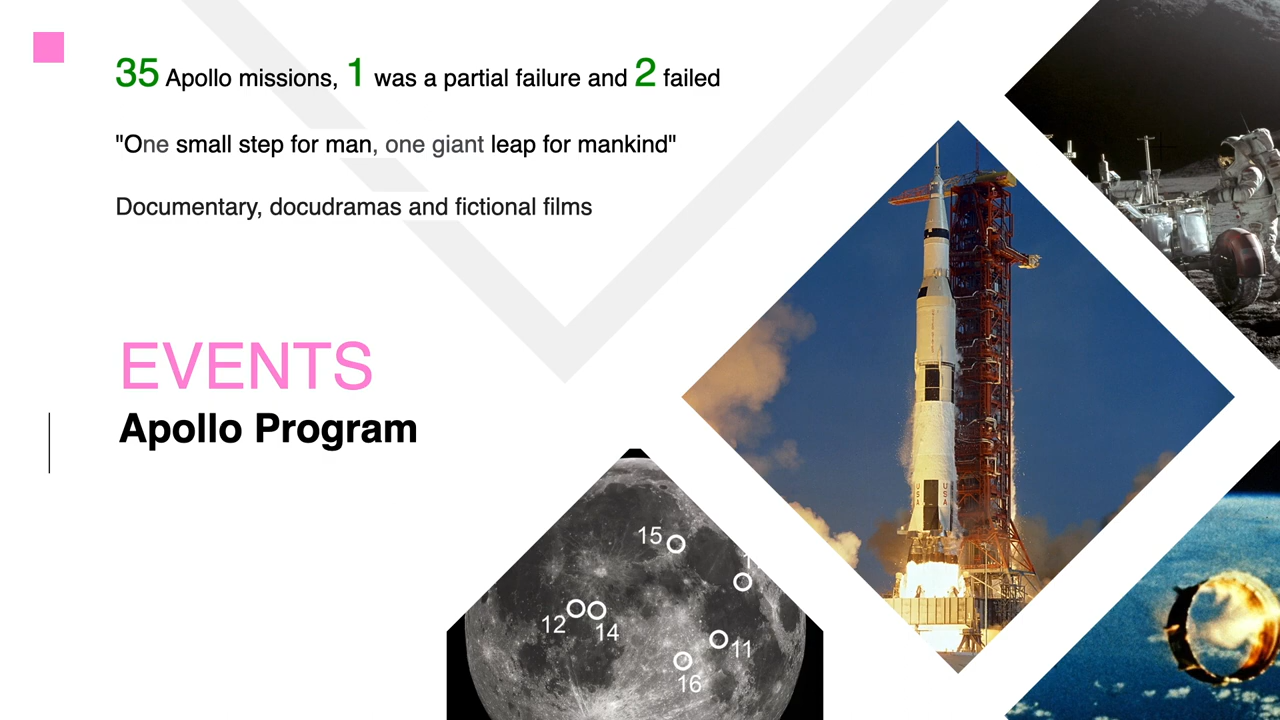 35 Apollo missions, 1 was a partial failure and 2 failed
"One small step for man, one giant leap for mankind"
Documentary, docudramas and fictional films
EVENTS
Apollo Program
15
12
14
11
16
USA
USA